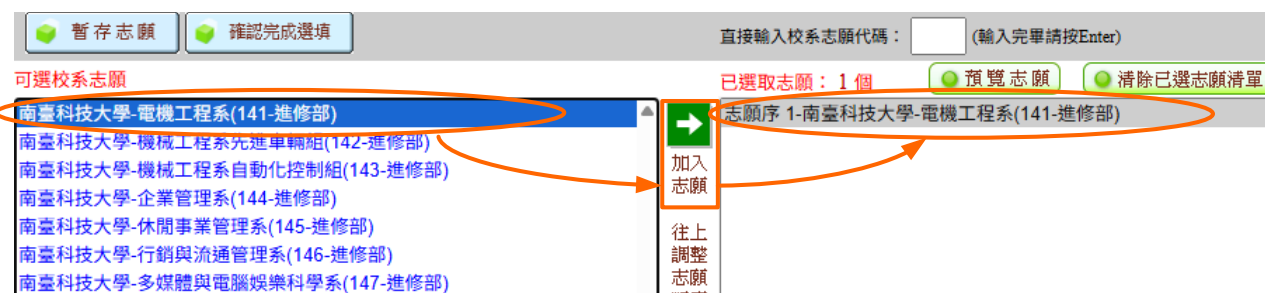 暫存志願 確認完成選填
直接輸入校系志願代碼： (輸入完畢請按Enter)
可選校系志願
已選取志願： 1 個 預覽志願 清除已選志願清單
南臺科技大學-電機工程系(141-進修部)
南臺科技大學-機械工程系先進車輛組(142-進修部)
南臺科技大學-機械工程系自動化控制組(143-進修部)
南臺科技大學-企業管理系(144-進修部)
南臺科技大學-休閒事業管理系(145-進修部)
南臺科技大學-行銷與流通管理系(146-進修部)
南臺科技大學-多媒體與電腦娛樂科學系(147-進修部)
加入
志願
往上
調整
志願
志願序 1-南臺科技大學-電機工程系(141-進修部)